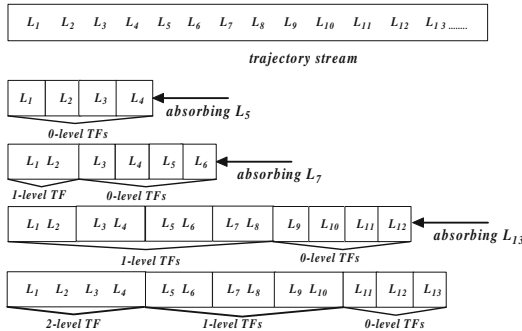 L1 L2 L3 L4 L5 L6 L7 L8 L9 L10 L11 L12 L13........
trajectory stream
L1 L2 L3 L4
absorbing L5
0-level TFs
L1 L2 L3 L4 L5 L6
absorbing L7
1-level TF 0-level TFs
L1 L2 L3 L4 L5 L6 L7 L8 L9 L10 L11 L12
absorbing L13
1-level TFs 0-level TFs
L1 L2 L3 L4 L5 L6 L7 L8 L9 L10 L11 L12 L13
2-level TF 1-level TFs 0-level TFs